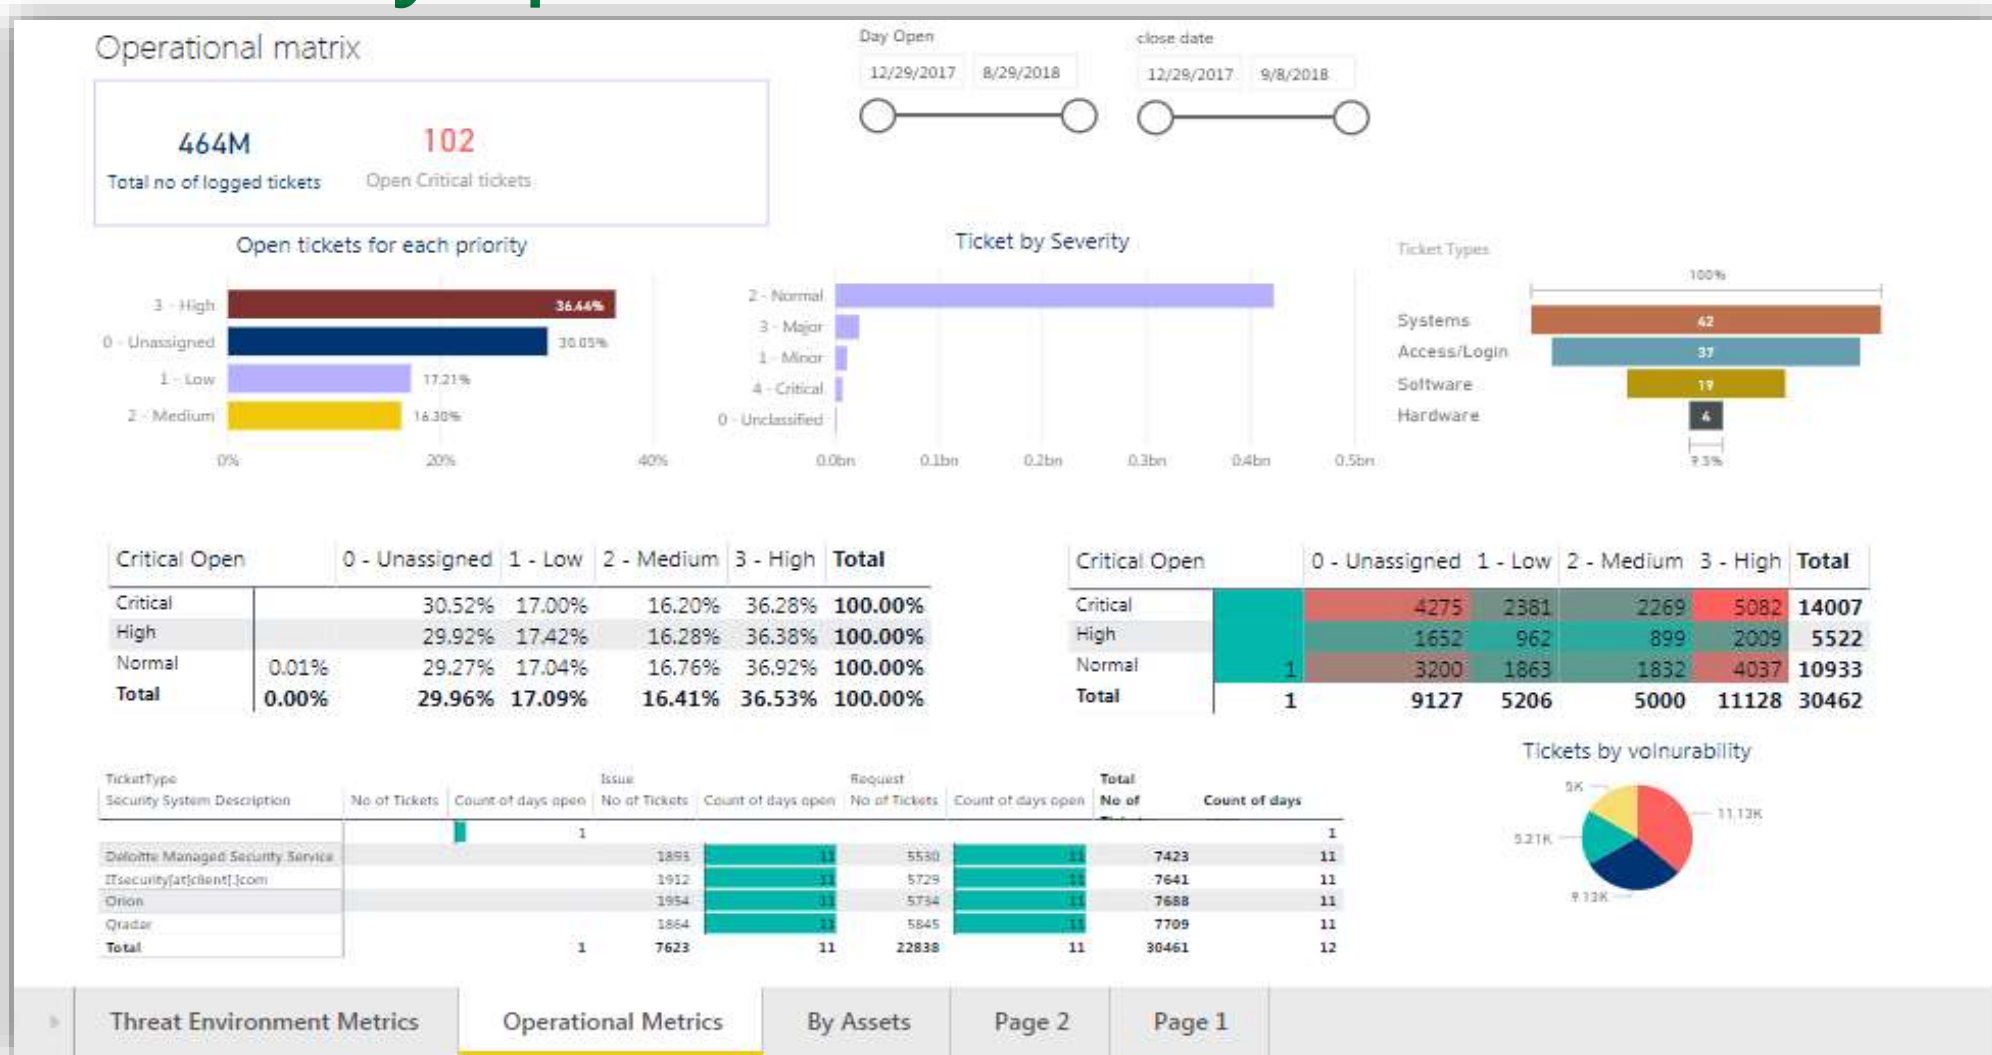 Operational matrix
Day Open
close date
12/29/2017 8/29/2018
12/29/2017 9/8/2018
464M
102
Total no of logged tickets
Open Critical tickets
Open tickets for each priority
3 - High 36.44%
0 - Unassigned 30.05%
1 - Low 17.21%
2 - Medium 16.30%
0% 20% 40%
Ticket by Severity
2 - Normal
3 - Major
1 - Minor
4 - Critical
0 - Unclassified
0.0bn 0.1bn 0.2bn 0.3bn 0.4bn 0.5bn
Ticket Types
100%
Systems 42
Access/Login 37
Software 19
Hardware 4
9.5%
Critical Open 0 - Unassigned 1 - Low 2 - Medium 3 - High Total
Critical 30.52% 17.00% 16.20% 36.28% 100.00%
High 29.92% 17.42% 16.28% 36.38% 100.00%
Normal 0.01% 29.27% 17.04% 16.76% 36.92% 100.00%
Total 0.00% 29.96% 17.09% 16.41% 36.53% 100.00%
Critical Open 0 - Unassigned 1 - Low 2 - Medium 3 - High Total
Critical 4275 2381 2269 5082 14007
High 1652 962 899 2009 5522
Normal 1 3200 1863 1832 4037 10933
Total 1 9127 5206 5000 11128 30462
TicketType Issue Request Total
Security System Description No of Tickets Count of days open No of Tickets Count of days open No of Tickets Count of days open No of Count of days
1 1
Deloitte Managed Security Service 1893 11 5530 11 7423 11
ITsecurity[at]client[.]com 1912 11 5729 11 7641 11
Orion 1954 11 5734 11 7688 11
Qradar 1864 11 5845 11 7709 11
Total 1 7623 11 22838 11 30461 12
Tickets by volnurability
5K
11.13K
5.21K
9.13K
Threat Environment Metrics Operational Metrics By Assets Page 2 Page 1